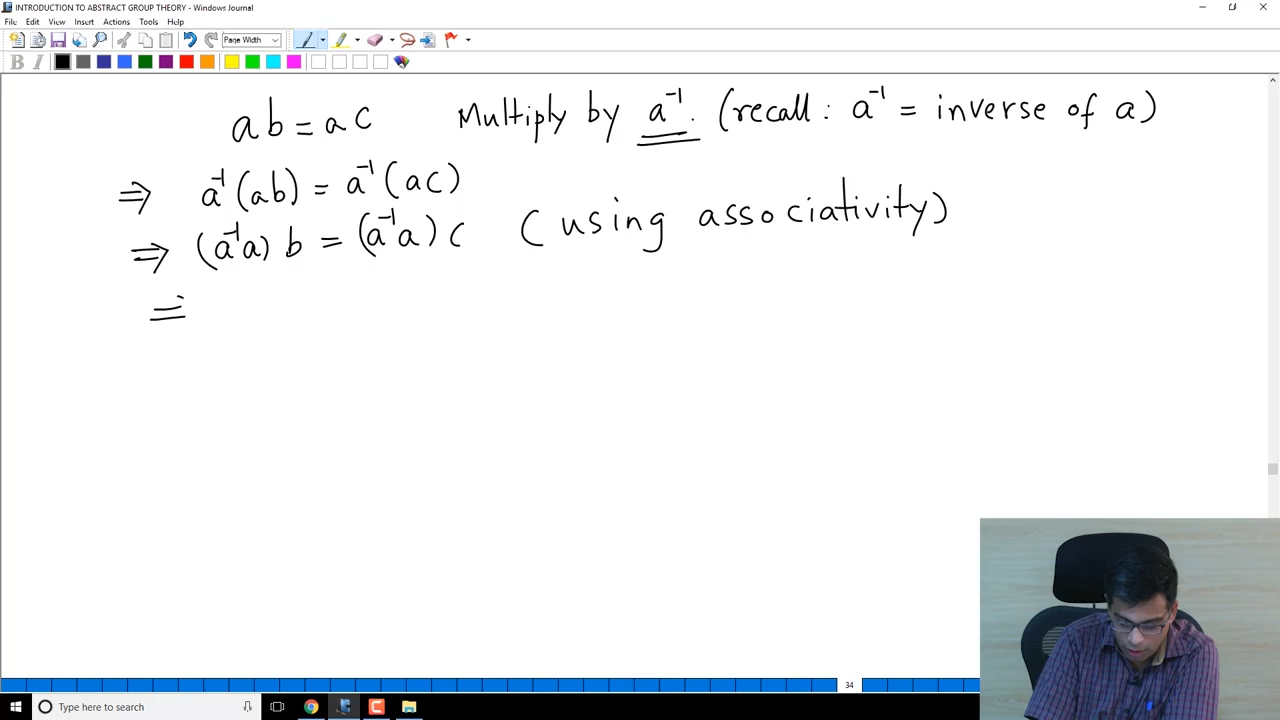 INTRODUCTION TO ABSTRACT GROUP THEORY - Windows Journal
File Edit View Insert Actions Tools Help
Page Width
B I
ab = ac Multiply by a⁻¹. (recall : a⁻¹ = inverse of a)
⇒ a⁻¹(ab) = a⁻¹(ac)
⇒ (a⁻¹a) b = (a⁻¹a) c (using associativity)
34
Type here to search